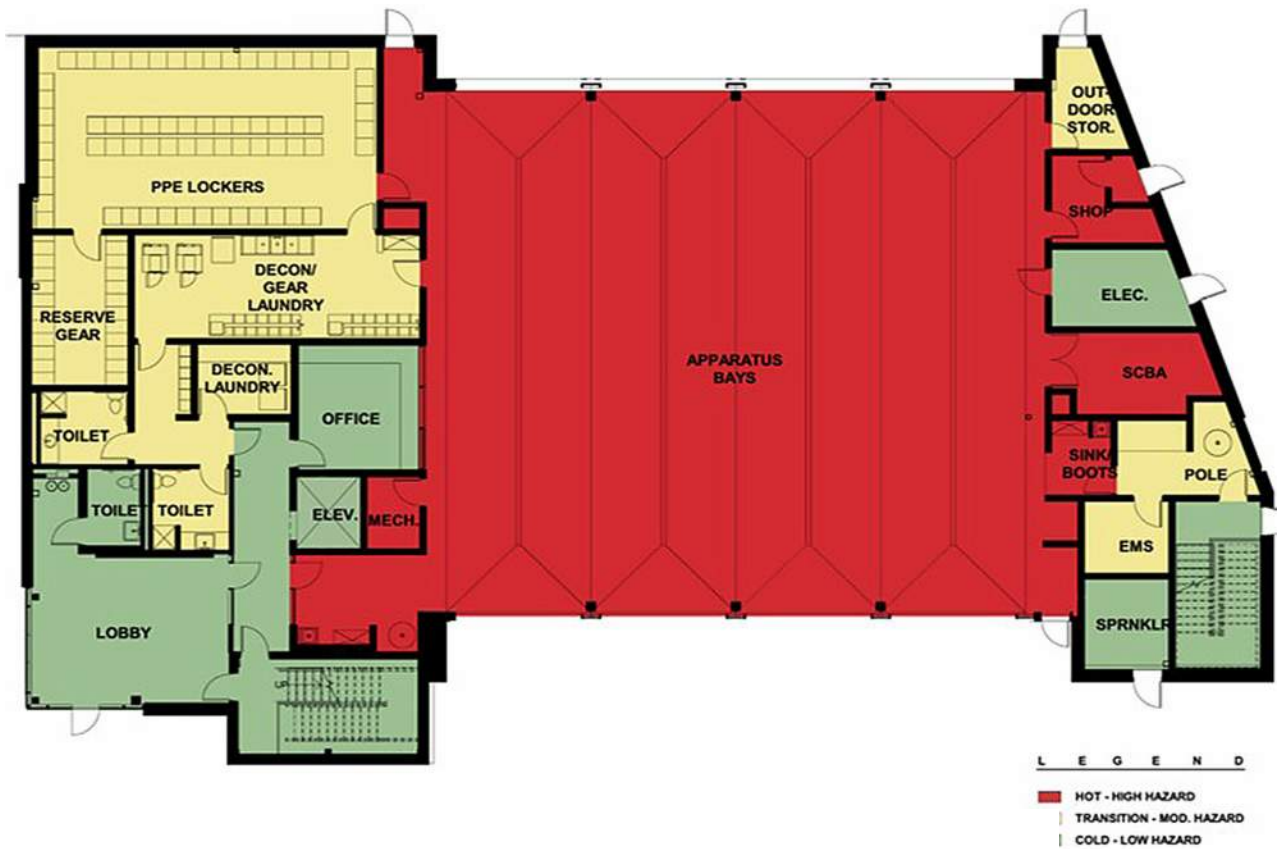 OUT-
DOOR
STOR.
PPE LOCKERS
SHOP
DECON/
GEAR
LAUNDRY
ELEC.
RESERVE
GEAR
APPARATUS
BAYS
DECON.
LAUNDRY
SCBA
OFFICE
TOILET
SINK/
BOOTS
POLE
TOILET
TOILET
ELEV.
MECH.
EMS
LOBBY
SPRNKLR
LEGEND
HOT - HIGH HAZARD
TRANSITION - MOD. HAZARD
COLD - LOW HAZARD